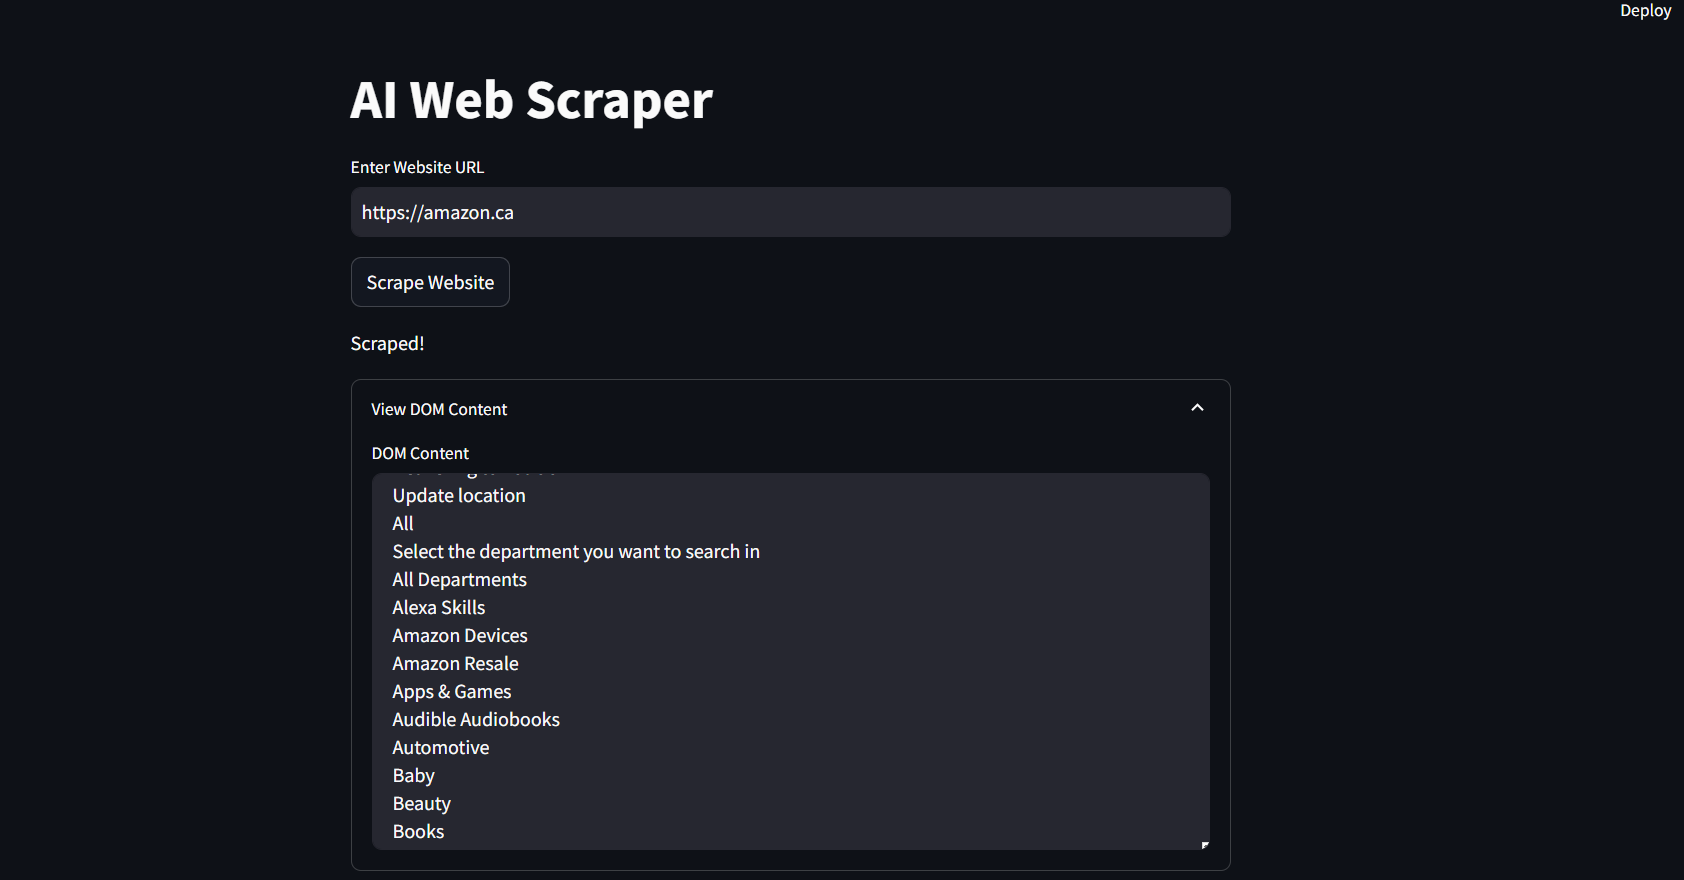 Deploy
AI Web Scraper
Enter Website URL
https://amazon.ca
Scrape Website
Scraped!
View DOM Content
DOM Content
Update location
All
Select the department you want to search in
All Departments
Alexa Skills
Amazon Devices
Amazon Resale
Apps & Games
Audible Audiobooks
Automotive
Baby
Beauty
Books